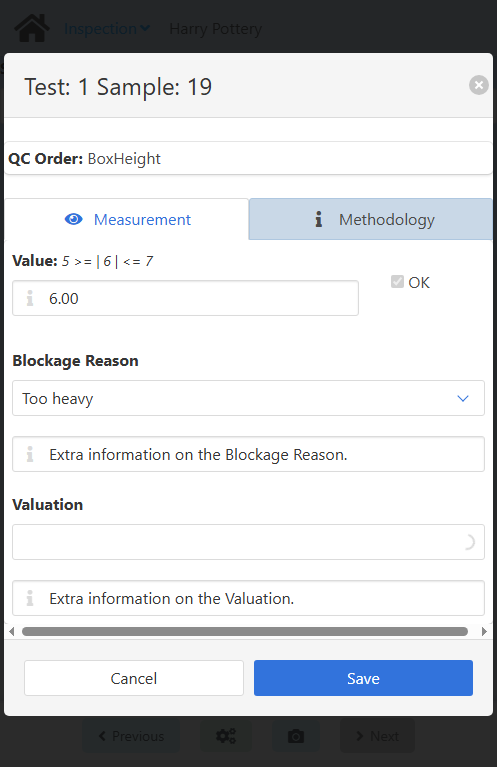 Inspection Harry Pottery
Test: 1 Sample: 19
QC Order: BoxHeight
Measurement Methodology
Value: 5 >= | 6 | <= 7
6.00 OK
Blockage Reason
Too heavy
Extra information on the Blockage Reason.
Valuation
Extra information on the Valuation.
Cancel Save
Previous Next